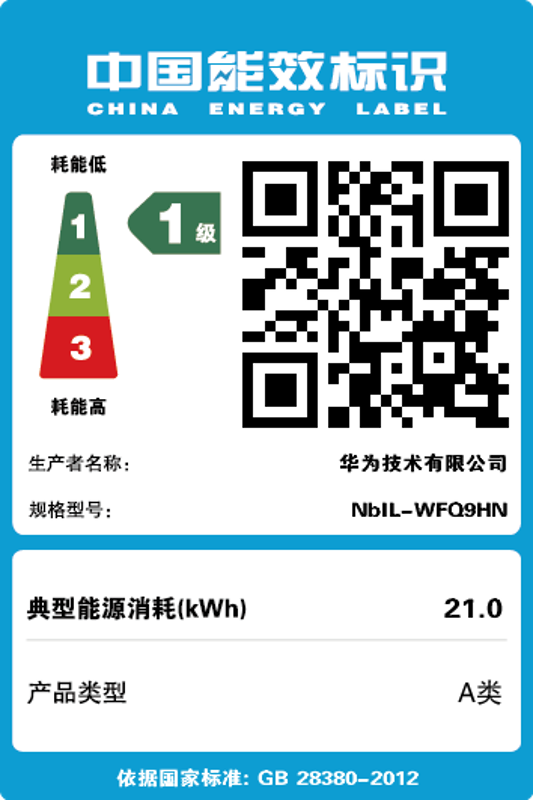 中国能效标识
CHINA ENERGY LABEL
耗能低
1
1级
2
3
耗能高
生产者名称:
华为技术有限公司
规格型号:
NbIL-WFQ9HN
典型能源消耗(kWh)
21.0
产品类型
A类
依据国家标准: GB 28380-2012